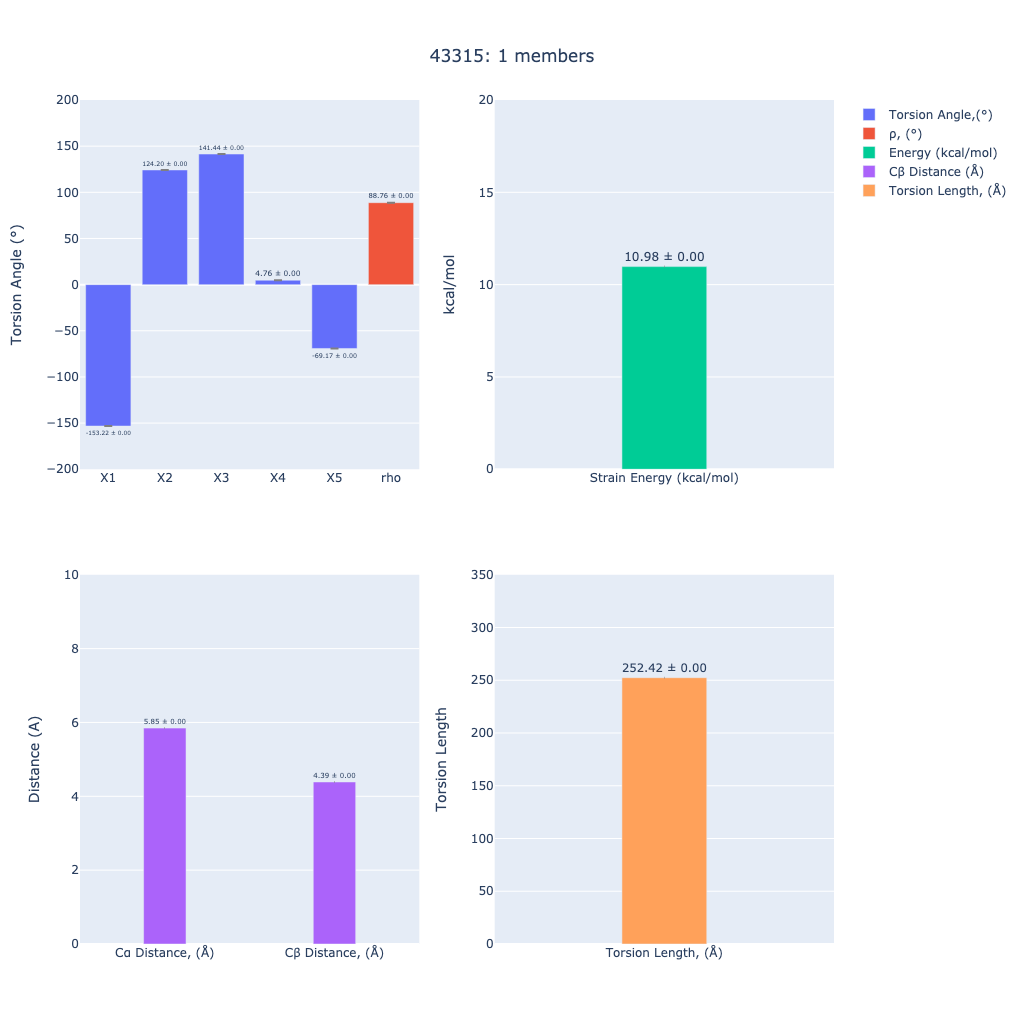 43315: 1 members
200
150
100
50
0
−50
−100
−150
−200
Torsion Angle (°)
-153.22 ± 0.00
124.20 ± 0.00
141.44 ± 0.00
4.76 ± 0.00
-69.17 ± 0.00
88.76 ± 0.00
X1
X2
X3
X4
X5
rho
20
15
10
5
0
kcal/mol
10.98 ± 0.00
Strain Energy (kcal/mol)
Torsion Angle,(°)
ρ, (°)
Energy (kcal/mol)
Cβ Distance (Å)
Torsion Length, (Å)
10
8
6
4
2
0
Distance (A)
5.85 ± 0.00
4.39 ± 0.00
Cα Distance, (Å)
Cβ Distance, (Å)
350
300
250
200
150
100
50
0
Torsion Length
252.42 ± 0.00
Torsion Length, (Å)